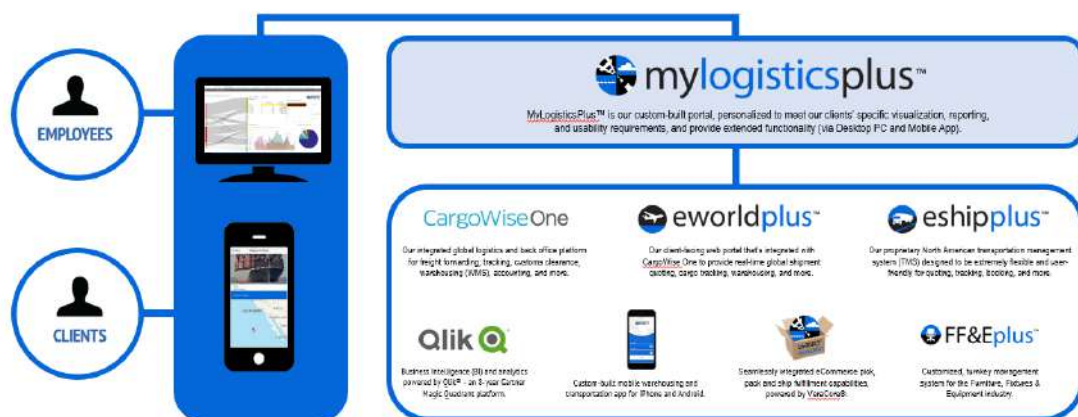 EMPLOYEES
CLIENTS
mylogisticsplus™
MyLogisticsPlus™ is our custom-built portal, personalized to meet our clients' specific visualization, reporting,
and usability requirements, and provide extended functionality (via Desktop PC and Mobile App).
CargoWiseOne
Our integrated global logistics and back office platform
for freight forwarding, tracking, customs clearance,
warehousing (WMS), accounting, and more.
eworldplus™
Our client-facing web portal that's integrated with
CargoWise One to provide real-time global shipment
quoting, cargo tracking, warehousing, and more.
eshipplus™
Our proprietary North American transportation management
system (TMS) designed to be extremely flexible and user-
friendly for quoting, tracking, booking, and more.
Qlik
Business Intelligence (BI) and analytics
powered by Qlik® - an 8-year Gartner
Magic Quadrant platform.
Custom-built mobile warehousing and
transportation app for iPhone and Android.
Seamlessly integrated eCommerce pick,
pack and ship fulfillment capabilities,
powered by VeraCore®.
FF&Eplus™
Customized, turnkey management
system for the Furniture, Fixtures &
Equipment industry.